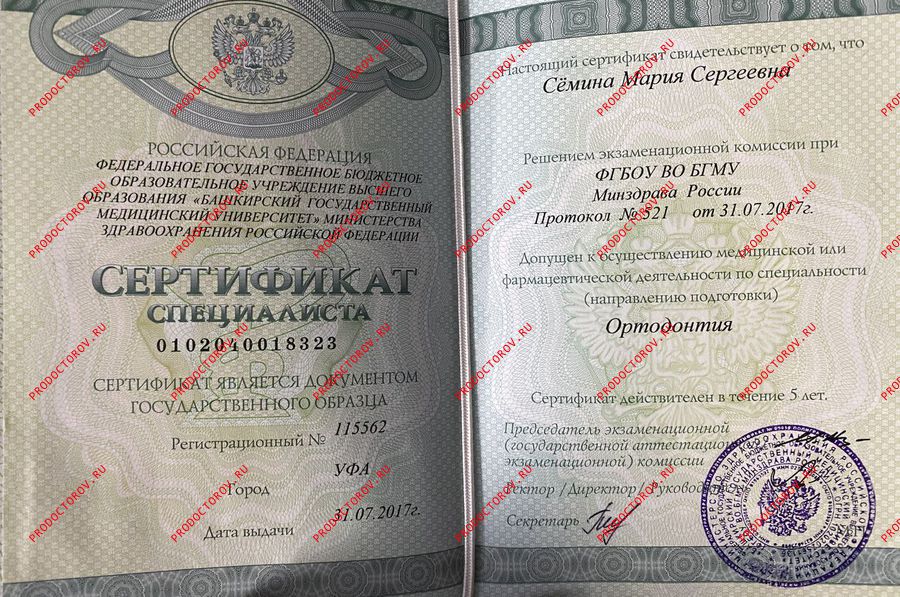 РОССИЙСКАЯ ФЕДЕРАЦИЯ
ФЕДЕРАЛЬНОЕ ГОСУДАРСТВЕННОЕ БЮДЖЕТНОЕ
ОБРАЗОВАТЕЛЬНОЕ УЧРЕЖДЕНИЕ ВЫСШЕГО
ОБРАЗОВАНИЯ «БАШКИРСКИЙ ГОСУДАРСТВЕННЫЙ
МЕДИЦИНСКИЙ УНИВЕРСИТЕТ» МИНИСТЕРСТВА
ЗДРАВООХРАНЕНИЯ РОССИЙСКОЙ ФЕДЕРАЦИИ
СЕРТИФИКАТ
СПЕЦИАЛИСТА
0102040018323
СЕРТИФИКАТ ЯВЛЯЕТСЯ ДОКУМЕНТОМ
ГОСУДАРСТВЕННОГО ОБРАЗЦА
Регистрационный № 115562
Город УФА
Дата выдачи 31.07.2017г.
Настоящий сертификат свидетельствует о том, что
Сёмина Мария Сергеевна
Решением экзаменационной комиссии при
ФГБОУ ВО БГМУ
Минздрава России
Протокол № 521 от 31.07.2017г.
Допущен к осуществлению медицинской или
фармацевтической деятельности по специальности
(направлению подготовки)
Ортодонтия
Сертификат действителен в течение 5 лет.
Председатель экзаменационной
(государственной аттестационно
экзаменационной) комиссии
Ректор /Директор/ Руководитель
Секретарь
PRODOCTOROV.RU